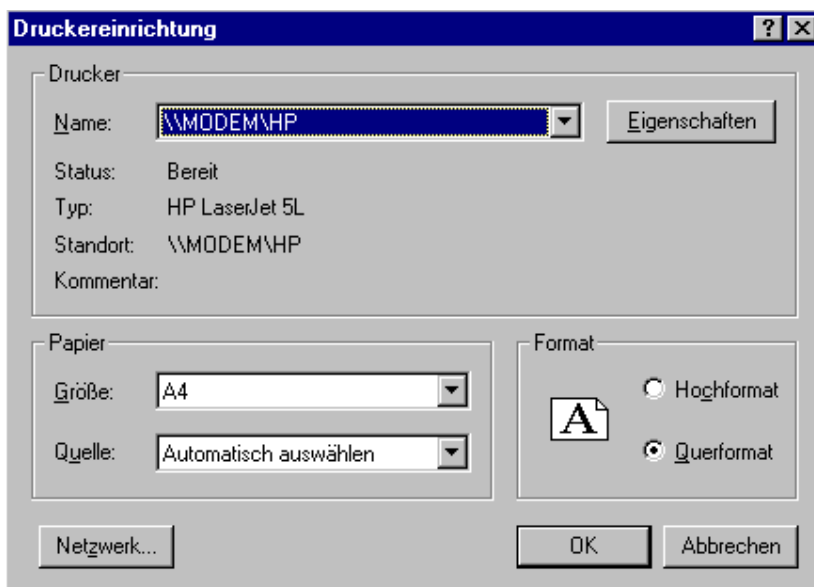 Druckereinrichtung
Drucker
Name: \\MODEM\HP Eigenschaften
Status: Bereit
Typ: HP LaserJet 5L
Standort: \\MODEM\HP
Kommentar:
Papier
Größe: A4
Quelle: Automatisch auswählen
Format
A
Hochformat
Querformat
Netzwerk... OK Abbrechen